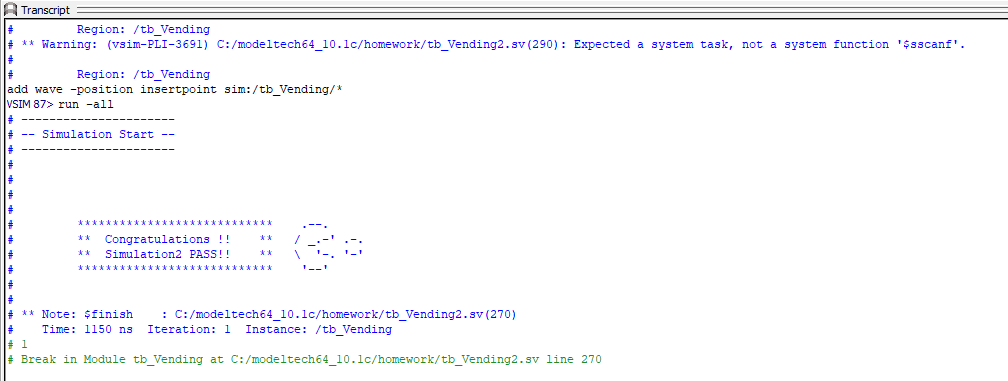 Transcript
#         Region: /tb_Vending
# ** Warning: (vsim-PLI-3691) C:/modeltech64_10.1c/homework/tb_Vending2.sv(290): Expected a system task, not a system function '$sscanf'.
#
#         Region: /tb_Vending
add wave -position insertpoint sim:/tb_Vending/*
VSIM 87> run -all
# ----------------------
# -- Simulation Start --
# ----------------------
#
#
#
#
#         ****************************    .--.
#         **  Congratulations !!    **   / _.-' .-.
#         **  Simulation2 PASS!!    **   \  '-. '-'
#         ****************************    '--'
#
#
# ** Note: $finish    : C:/modeltech64_10.1c/homework/tb_Vending2.sv(270)
#    Time: 1150 ns  Iteration: 1  Instance: /tb_Vending
# 1
# Break in Module tb_Vending at C:/modeltech64_10.1c/homework/tb_Vending2.sv line 270